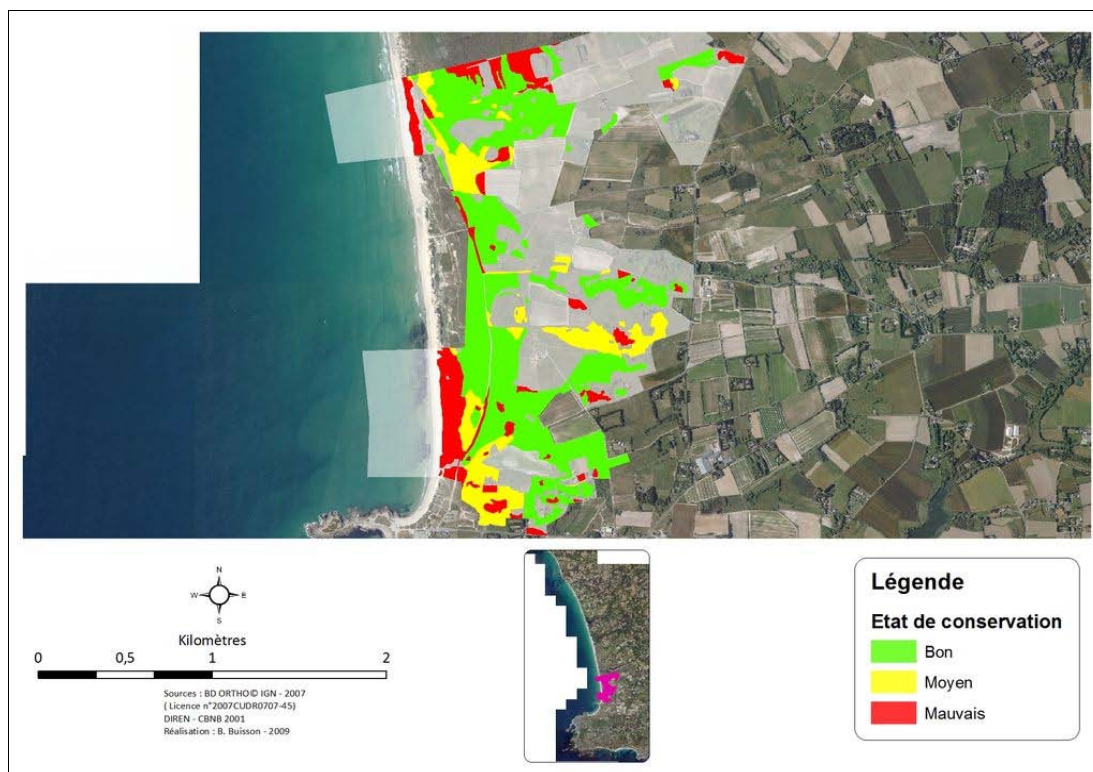 N
W E
S
Kilomètres
0 0,5 1 2
Sources : BD ORTHO© IGN - 2007
( Licence n°2007CUDR0707-45)
DIREN - CBNB 2001
Réalisation : B. Buisson - 2009
Légende
Etat de conservation
Bon
Moyen
Mauvais